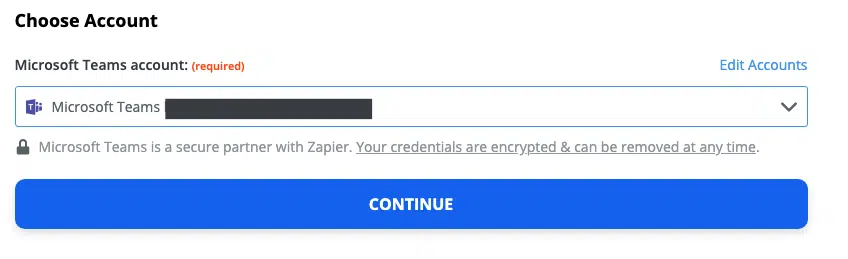 Choose Account
Microsoft Teams account: (required) Edit Accounts
Microsoft Teams
Microsoft Teams is a secure partner with Zapier. Your credentials are encrypted & can be removed at any time.
CONTINUE